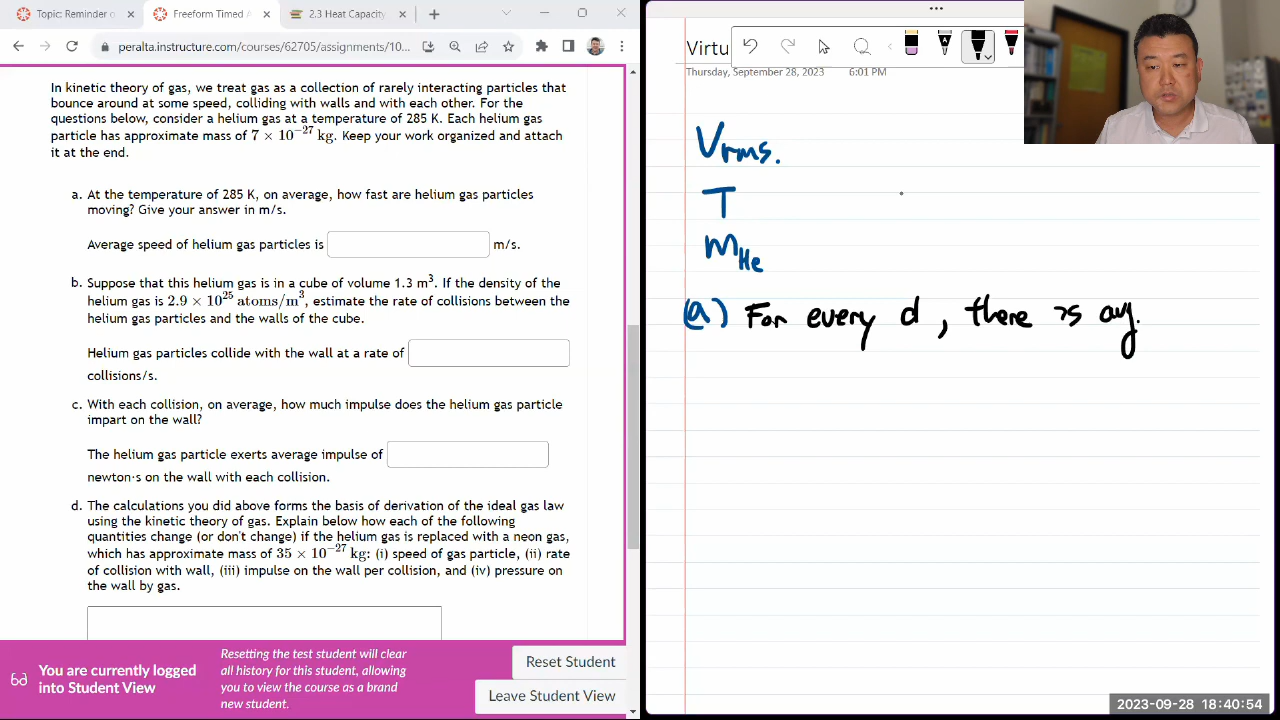 Topic: Reminder o
Freeform Timed A
2.3 Heat Capacity
peralta.instructure.com/courses/62705/assignments/10...
In kinetic theory of gas, we treat gas as a collection of rarely interacting particles that
bounce around at some speed, colliding with walls and with each other. For the
questions below, consider a helium gas at a temperature of 285 K. Each helium gas
particle has approximate mass of 7 × 10⁻²⁷ kg. Keep your work organized and attach
it at the end.
a. At the temperature of 285 K, on average, how fast are helium gas particles
moving? Give your answer in m/s.
Average speed of helium gas particles is m/s.
b. Suppose that this helium gas is in a cube of volume 1.3 m³. If the density of the
helium gas is 2.9 × 10²⁵ atoms/m³, estimate the rate of collisions between the
helium gas particles and the walls of the cube.
Helium gas particles collide with the wall at a rate of
collisions/s.
c. With each collision, on average, how much impulse does the helium gas particle
impart on the wall?
The helium gas particle exerts average impulse of
newton·s on the wall with each collision.
d. The calculations you did above forms the basis of derivation of the ideal gas law
using the kinetic theory of gas. Explain below how each of the following
quantities change (or don't change) if the helium gas is replaced with a neon gas,
which has approximate mass of 35 × 10⁻²⁷ kg: (i) speed of gas particle, (ii) rate
of collision with wall, (iii) impulse on the wall per collision, and (iv) pressure on
the wall by gas.
You are currently logged
into Student View
Resetting the test student will clear
all history for this student, allowing
you to view the course as a brand
new student.
Reset Student
Leave Student View
Virtu
Thursday, September 28, 2023 6:01 PM
Vrms.
T
mHe
(a) For every d, there is avg.
2023-09-28 18:40:54